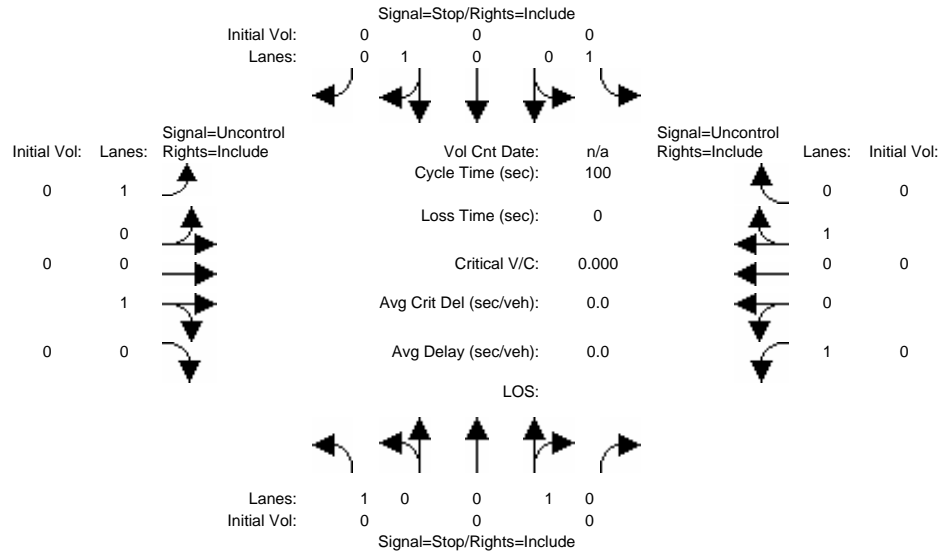 Signal=Stop/Rights=Include
Initial Vol: 0 0 0
Lanes: 0 1 0 0 1
Signal=Uncontrol
Initial Vol: Lanes: Rights=Include
Vol Cnt Date: n/a
Signal=Uncontrol
Rights=Include Lanes: Initial Vol:
Cycle Time (sec): 100
0 1
0 0
Loss Time (sec): 0
0
1
0 0
Critical V/C: 0.000
0 0
1
Avg Crit Del (sec/veh): 0.0
0
0 0
Avg Delay (sec/veh): 0.0
1 0
LOS:
Lanes: 1 0 0 1 0
Initial Vol: 0 0 0
Signal=Stop/Rights=Include